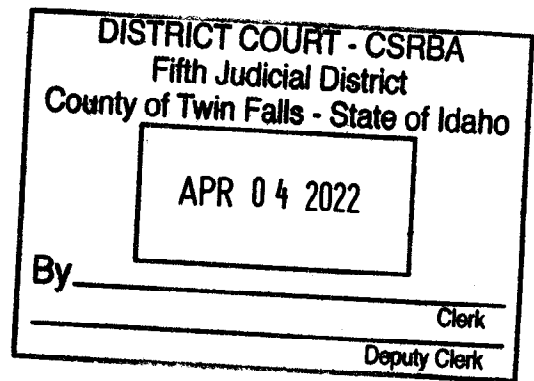 DISTRICT COURT - CSRBA
Fifth Judicial District
County of Twin Falls - State of Idaho
APR 04 2022
By
Clerk
Deputy Clerk